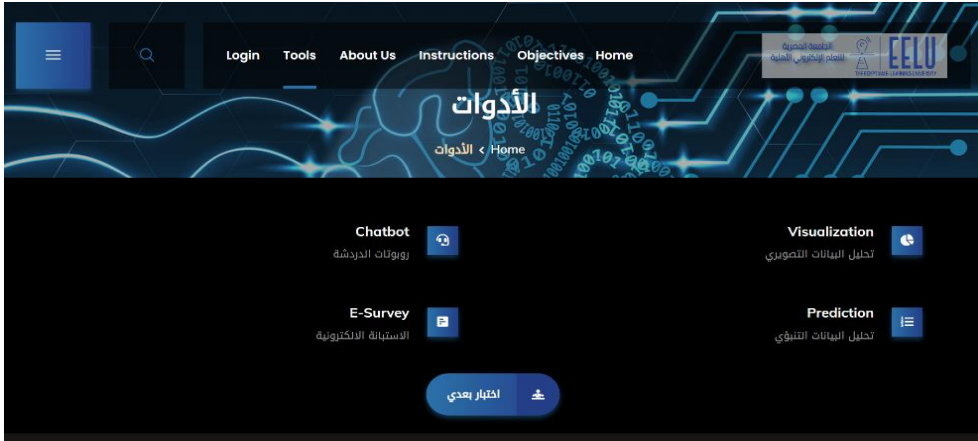 Login Tools About Us Instructions Objectives Home
الجامعة المصرية
للتعلم الإلكتروني الأهلية
EELU
THE EGYPTIAN E-LEARNING UNIVERSITY
الأدوات
Home > الأدوات
Visualization
تحليل البيانات التصويري
Chatbot
روبوتات الدردشة
Prediction
تحليل البيانات التنبؤي
E-Survey
الاستبانة الالكترونية
اختبار بعدي